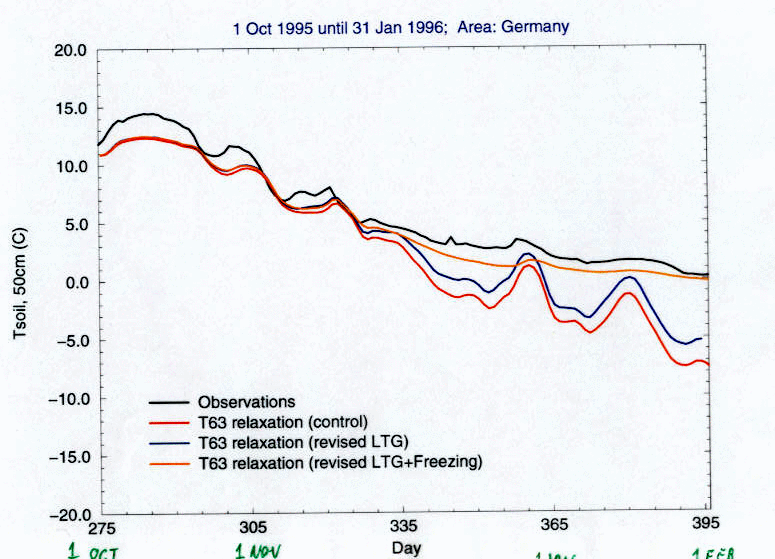 1 Oct 1995 until 31 Jan 1996; Area: Germany
20.0
15.0
10.0
5.0
0.0
−5.0
−10.0
−15.0
−20.0
Tsoil, 50cm (C)
Observations
T63 relaxation (control)
T63 relaxation (revised LTG)
T63 relaxation (revised LTG+Freezing)
275 305 335 365 395
Day
1 OCT 1 NOV 1 FEB